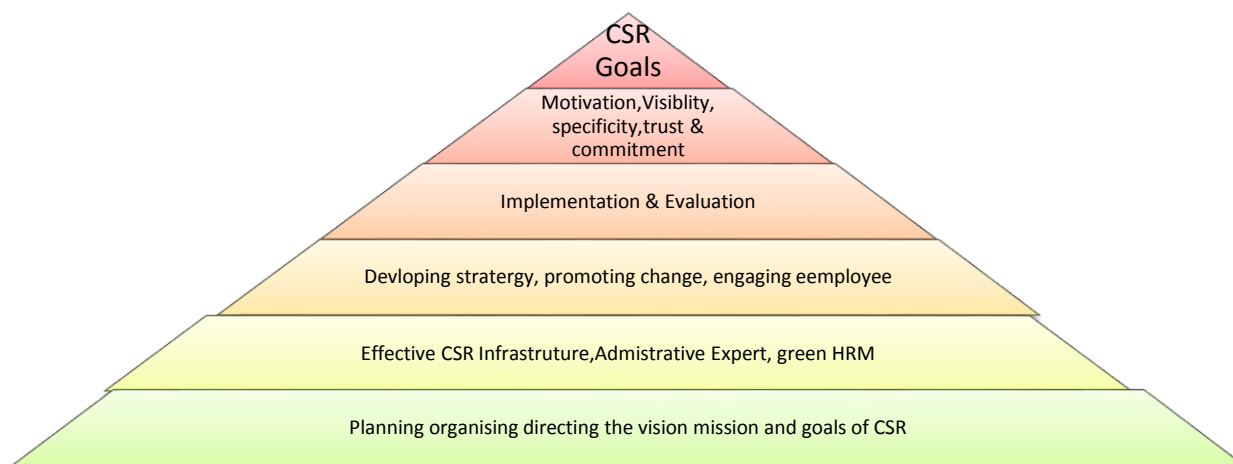 CSR
Goals
Motivation,Visiblity,
specificity,trust &
commitment
Implementation & Evaluation
Devloping stratergy, promoting change, engaging eemployee
Effective CSR Infrastruture,Admistrative Expert, green HRM
Planning organising directing the vision mission and goals of CSR